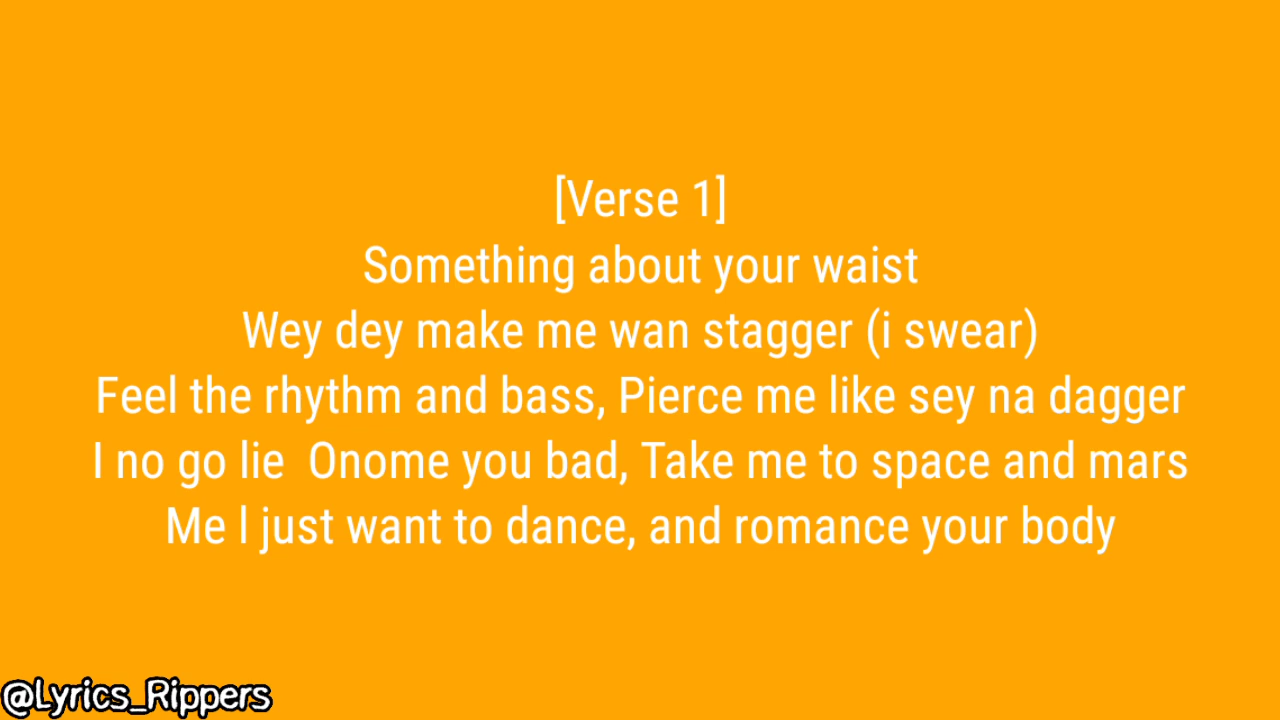 [Verse 1]
Something about your waist
Wey dey make me wan stagger (i swear)
Feel the rhythm and bass, Pierce me like sey na dagger
I no go lie  Onome you bad, Take me to space and mars
Me l just want to dance, and romance your body
@Lyrics_Rippers